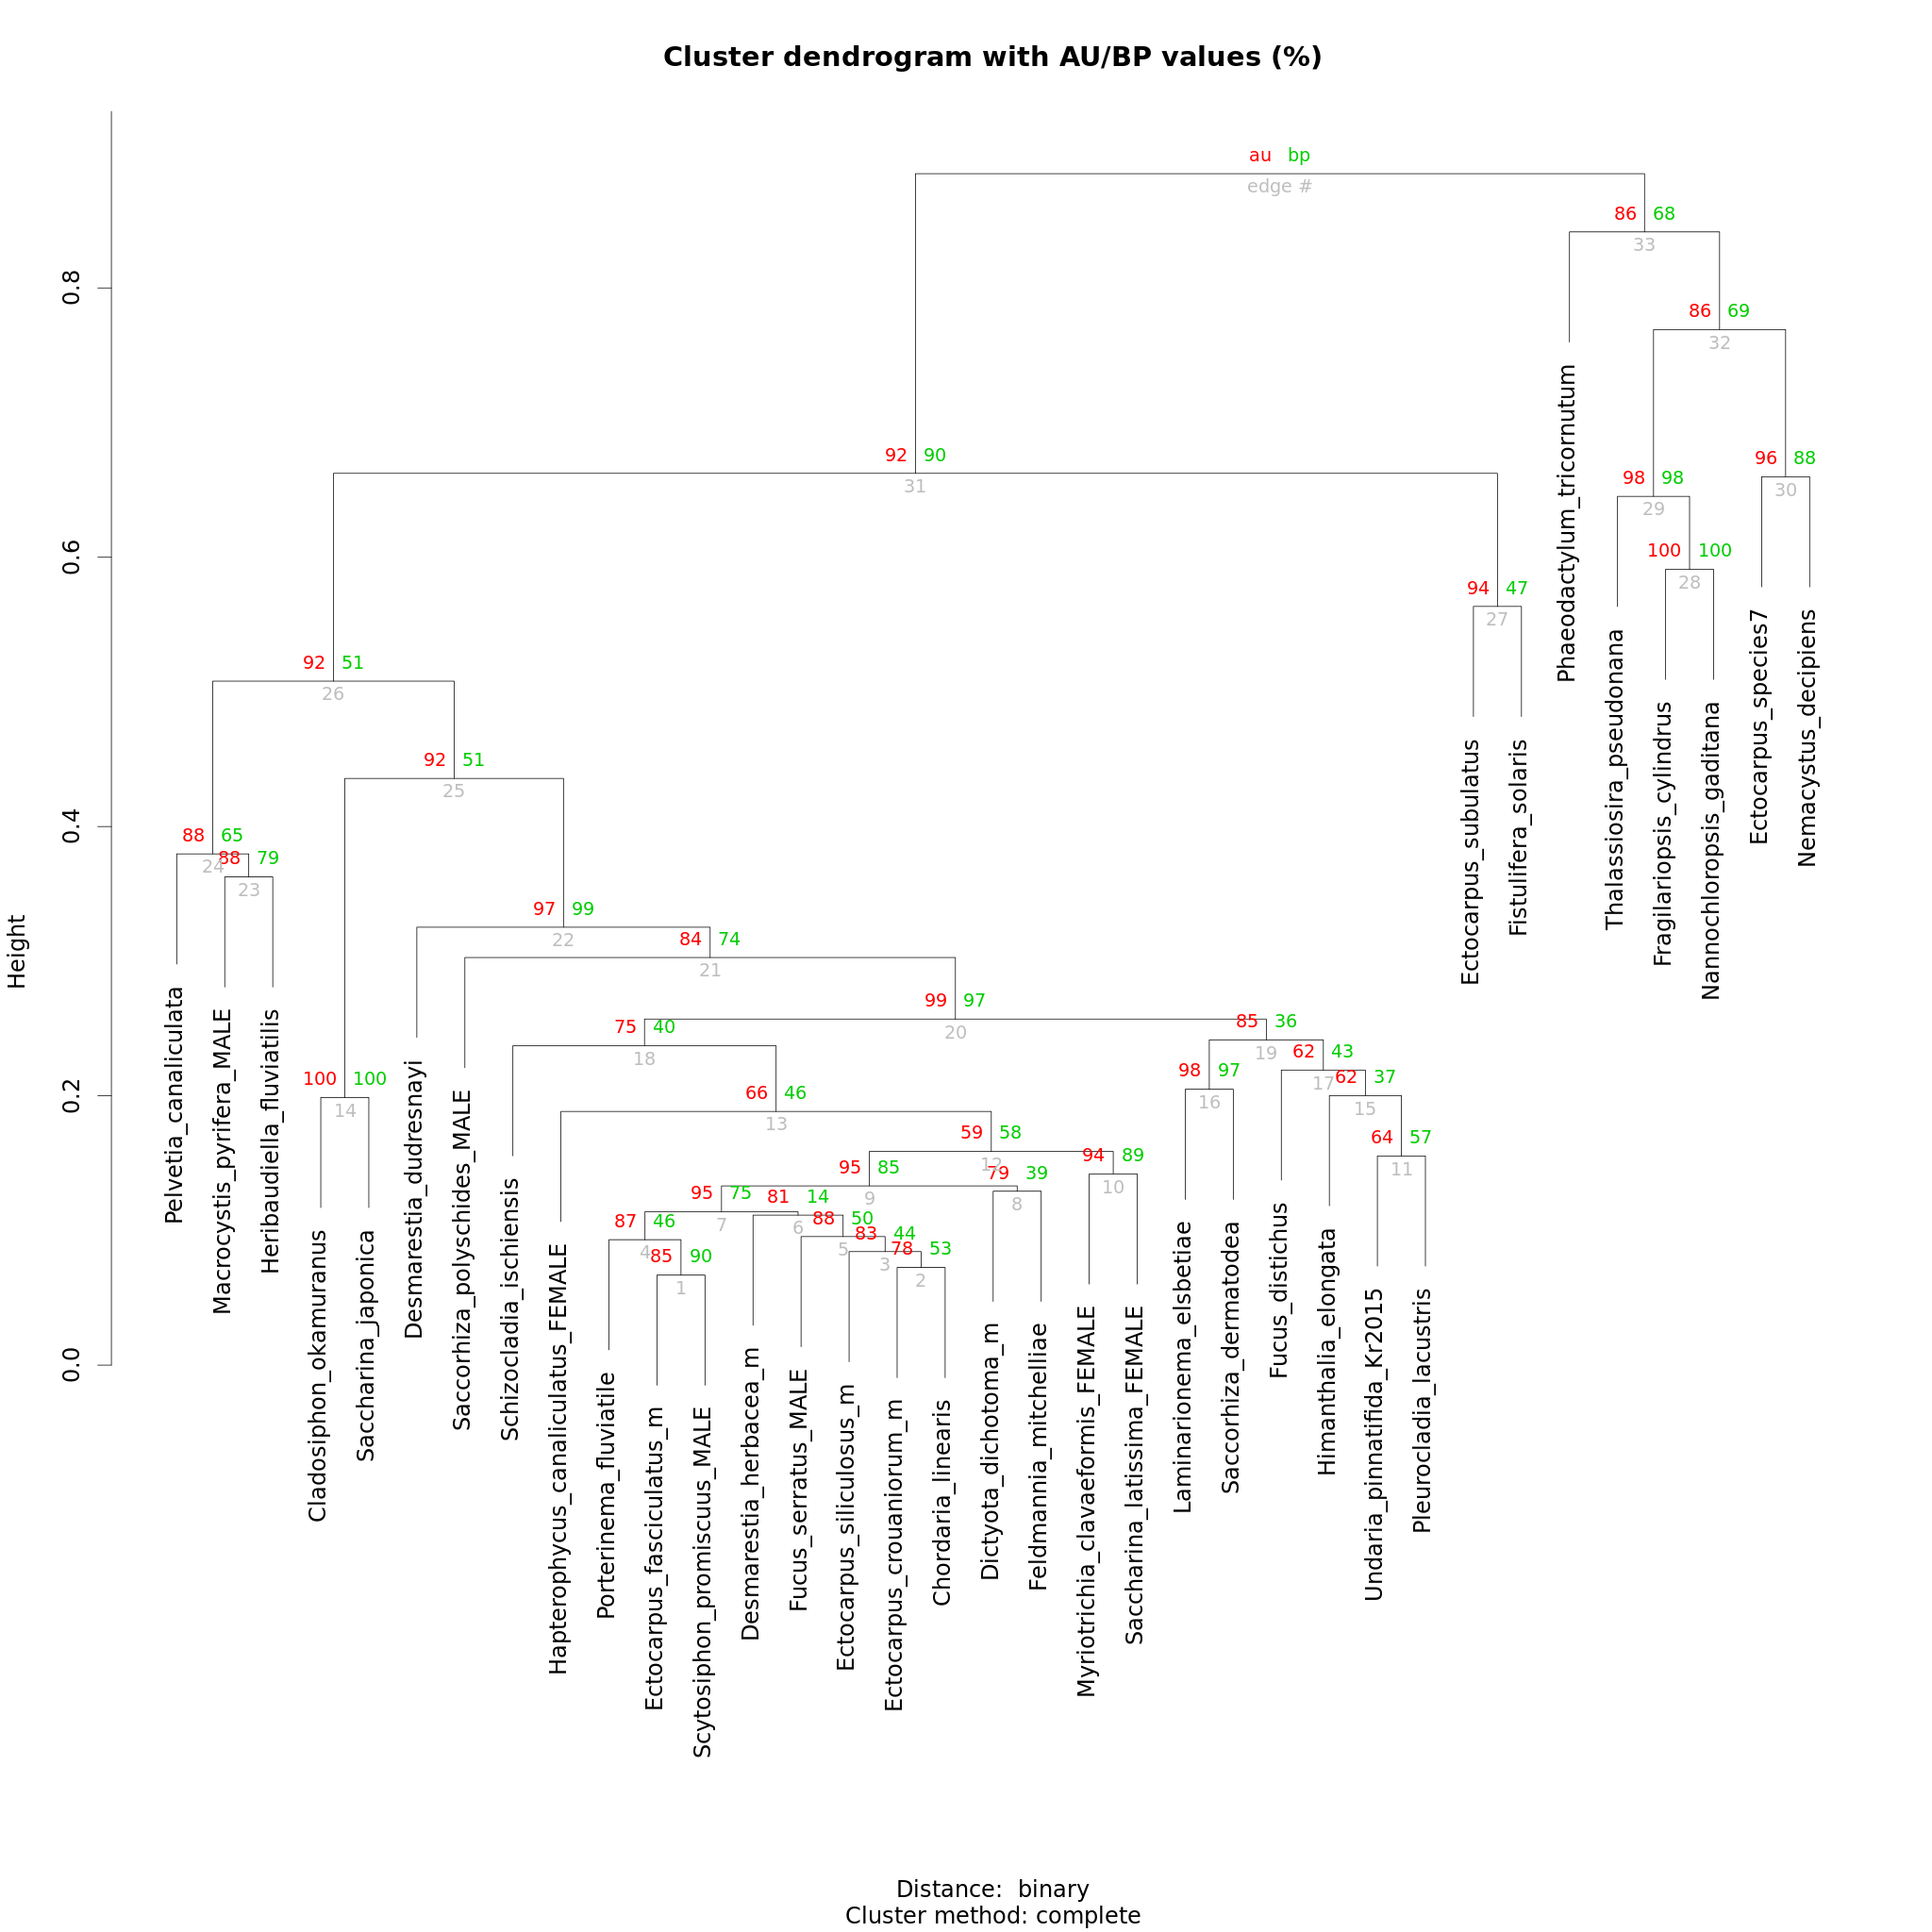 Cluster dendrogram with AU/BP values (%)
au bp
edge #
86 68
33
86 69
32
0.8
92 90
31
96 88
30
98 98
29
100 100
28
0.6
94 47
27
92 51
26
92 51
25
0.4
88 65
24
88 79
23
97 99
22
84 74
21
99 97
20
85 36
19
75 40
18
62 43
17
62 37
15
98 97
16
100 100
14
0.2
66 46
13
59 58
12
64 57
11
94 89
10
95 85
9
79 39
8
95 75
7
81 14
6
88 50
5
87 46
4
83 44
3
78 53
2
85 90
1
0.0
Height
Pelvetia_canaliculata
Macrocystis_pyrifera_MALE
Heribaudiella_fluviatilis
Cladosiphon_okamuranus
Saccharina_japonica
Desmarestia_dudresnayi
Saccorhiza_polyschides_MALE
Schizocladia_ischiensis
Hapterophycus_canaliculatus_FEMALE
Porterinema_fluviatile
Ectocarpus_fasciculatus_m
Scytosiphon_promiscuus_MALE
Desmarestia_herbacea_m
Fucus_serratus_MALE
Ectocarpus_siliculosus_m
Ectocarpus_crouaniorum_m
Chordaria_linearis
Dictyota_dichotoma_m
Feldmannia_mitchelliae
Myriotrichia_clavaeformis_FEMALE
Saccharina_latissima_FEMALE
Laminarionema_elsbetiae
Saccorhiza_dermatodea
Fucus_distichus
Himanthalia_elongata
Undaria_pinnatifida_Kr2015
Pleurocladia_lacustris
Ectocarpus_subulatus
Fistulifera_solaris
Phaeodactylum_tricornutum
Thalassiosira_pseudonana
Fragilariopsis_cylindrus
Nannochloropsis_gaditana
Ectocarpus_species7
Nemacystus_decipiens
Distance: binary
Cluster method: complete